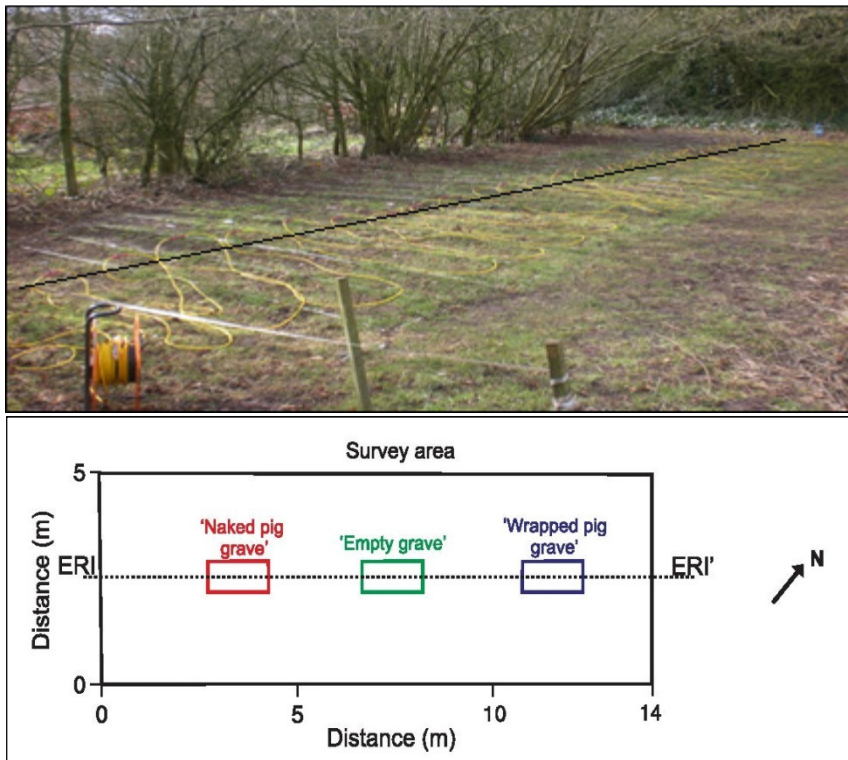 Survey area
5
Distance (m)
0
ERI
'Naked pig
grave'
'Empty grave'
'Wrapped pig
grave'
ERI'
N
0
5
10
14
Distance (m)